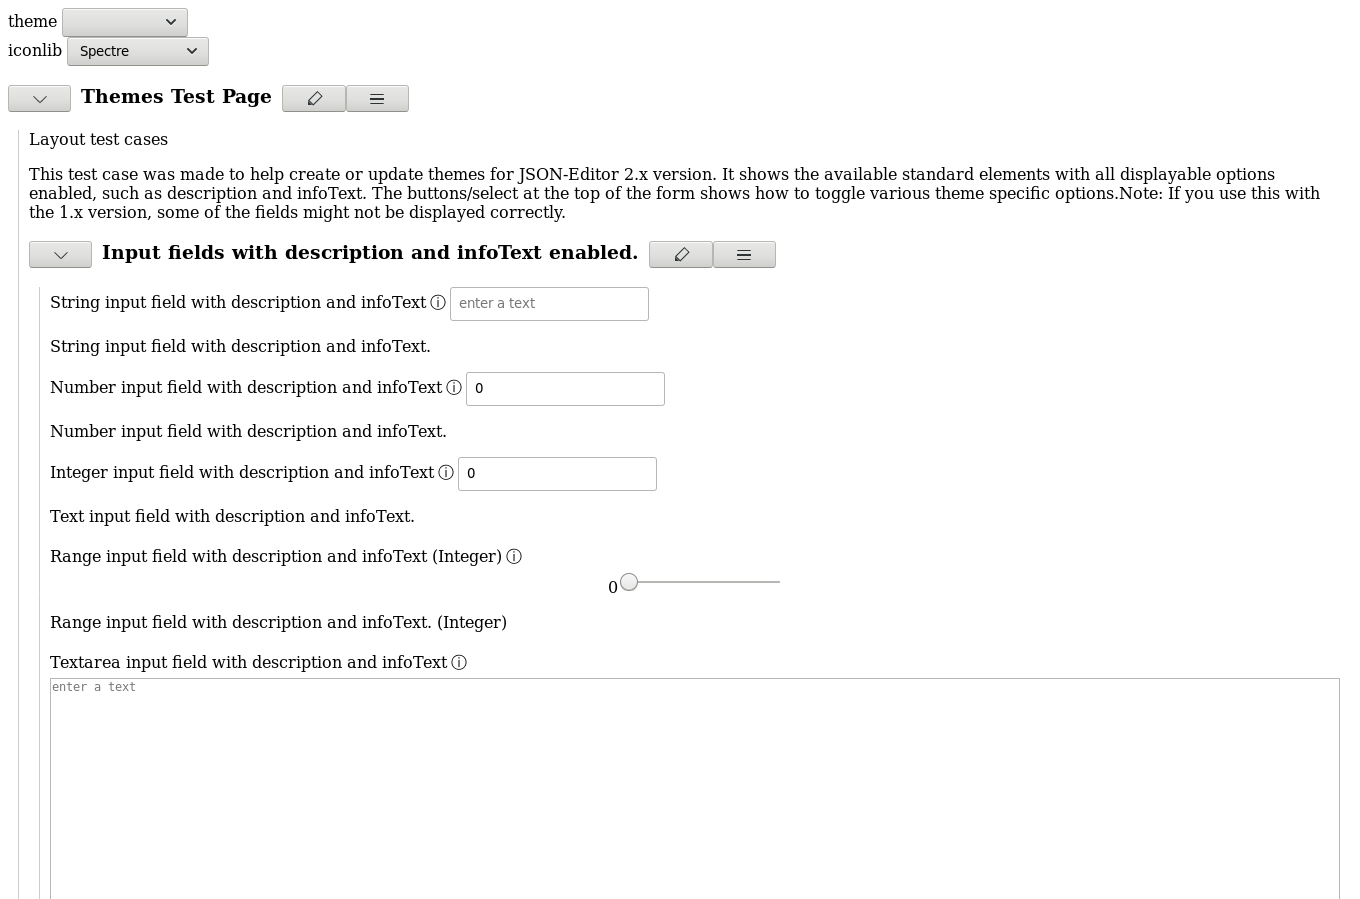 theme
iconlib Spectre
Themes Test Page
Layout test cases
This test case was made to help create or update themes for JSON-Editor 2.x version. It shows the available standard elements with all displayable options
enabled, such as description and infoText. The buttons/select at the top of the form shows how to toggle various theme specific options.Note: If you use this with
the 1.x version, some of the fields might not be displayed correctly.
Input fields with description and infoText enabled.
String input field with description and infoText ⓘ enter a text
String input field with description and infoText.
Number input field with description and infoText ⓘ 0
Number input field with description and infoText.
Integer input field with description and infoText ⓘ 0
Text input field with description and infoText.
Range input field with description and infoText (Integer) ⓘ
0
Range input field with description and infoText. (Integer)
Textarea input field with description and infoText ⓘ
enter a text